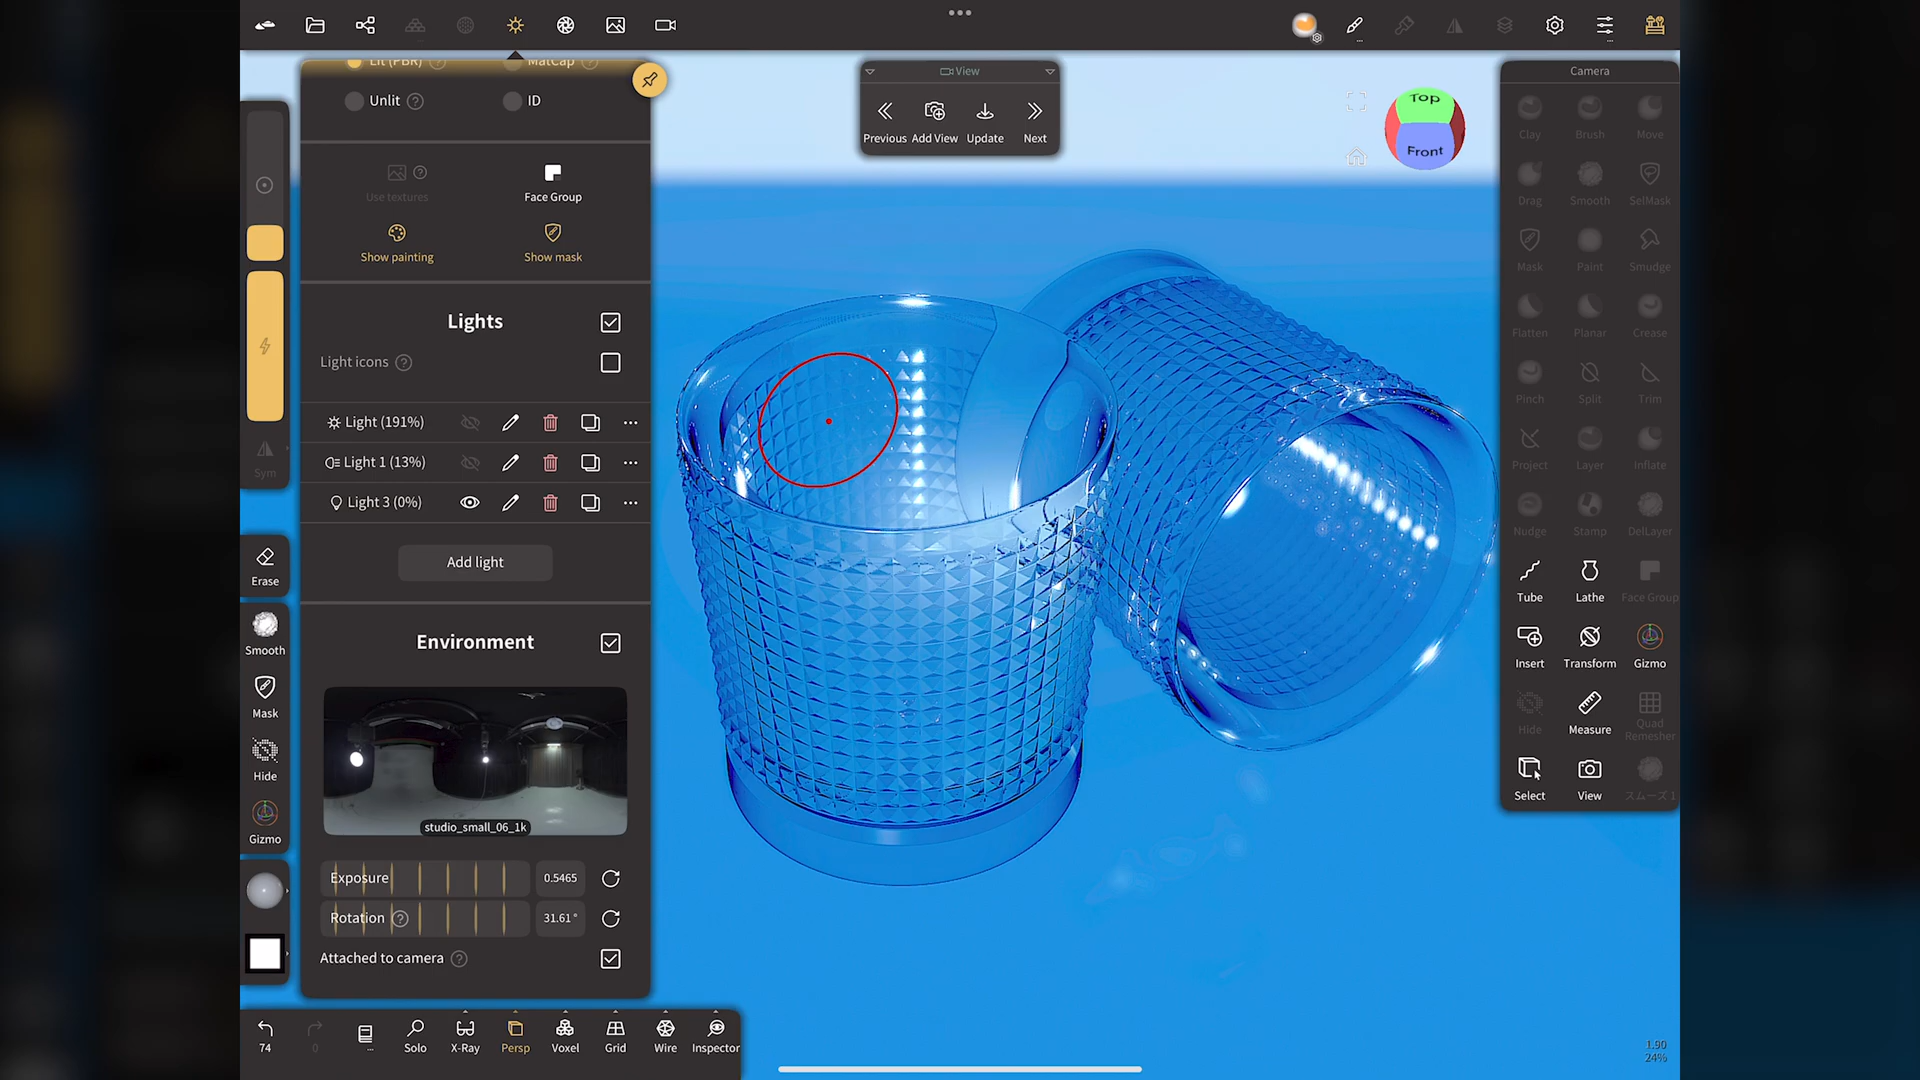 Lit (PBR) ? MatCap ?
Unlit ? ID
Use textures ? Face Group
Show painting Show mask
Lights
Light icons ?
Light (191%)
Light 1 (13%)
Light 3 (0%)
Add light
Environment
studio_small_06_1k
Exposure 0.5465
Rotation ? 31.61 °
Attached to camera ?
Sym
Erase
Smooth
Mask
Hide
Gizmo
74 0 ... Solo X-Ray Persp Voxel Grid Wire Inspector
View
Previous Add View Update Next
Top
Front
Camera
Clay Brush Move
Drag Smooth SelMask
Mask Paint Smudge
Flatten Planar Crease
Pinch Split Trim
Project Layer Inflate
Nudge Stamp DelLayer
Tube Lathe Face Group
Insert Transform Gizmo
Hide Measure Quad
Remesher
Select View スムーズ 1
1.90
24%